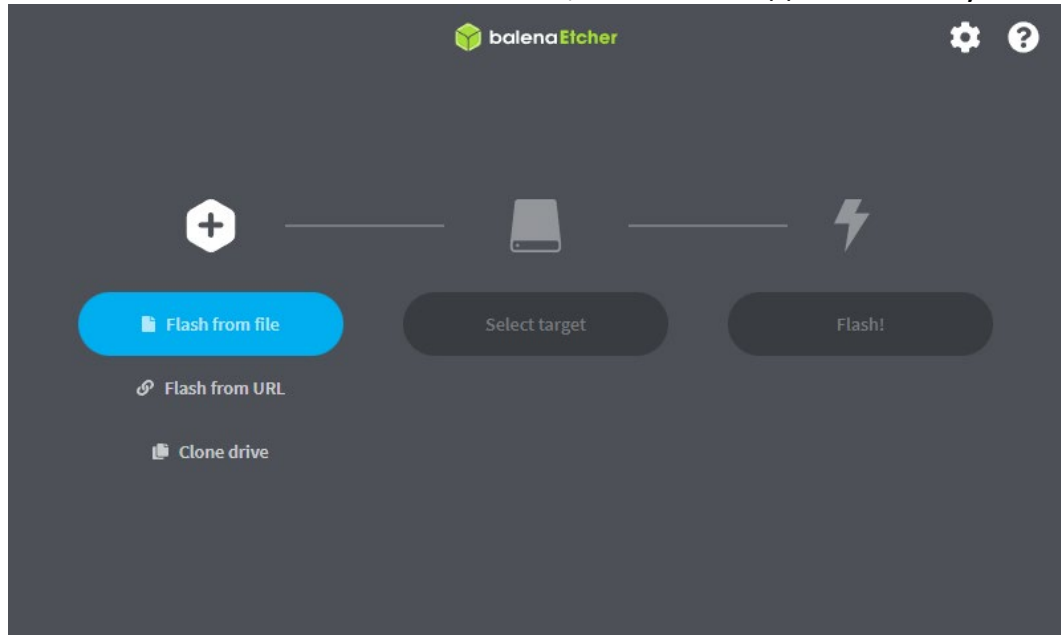 balenaEtcher
Flash from file
Select target
Flash!
Flash from URL
Clone drive